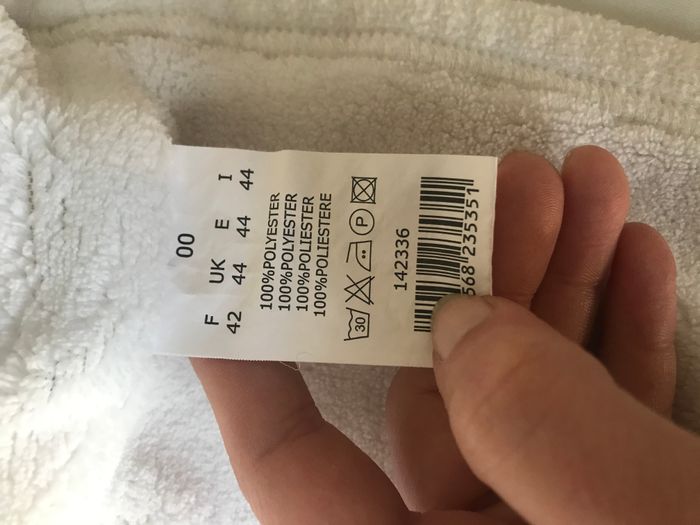 00
F UK E I
42 44 44 44
100%POLYESTER
100%POLYESTER
100%POLIESTER
100%POLIESTERE
30 P
142336
568 235351